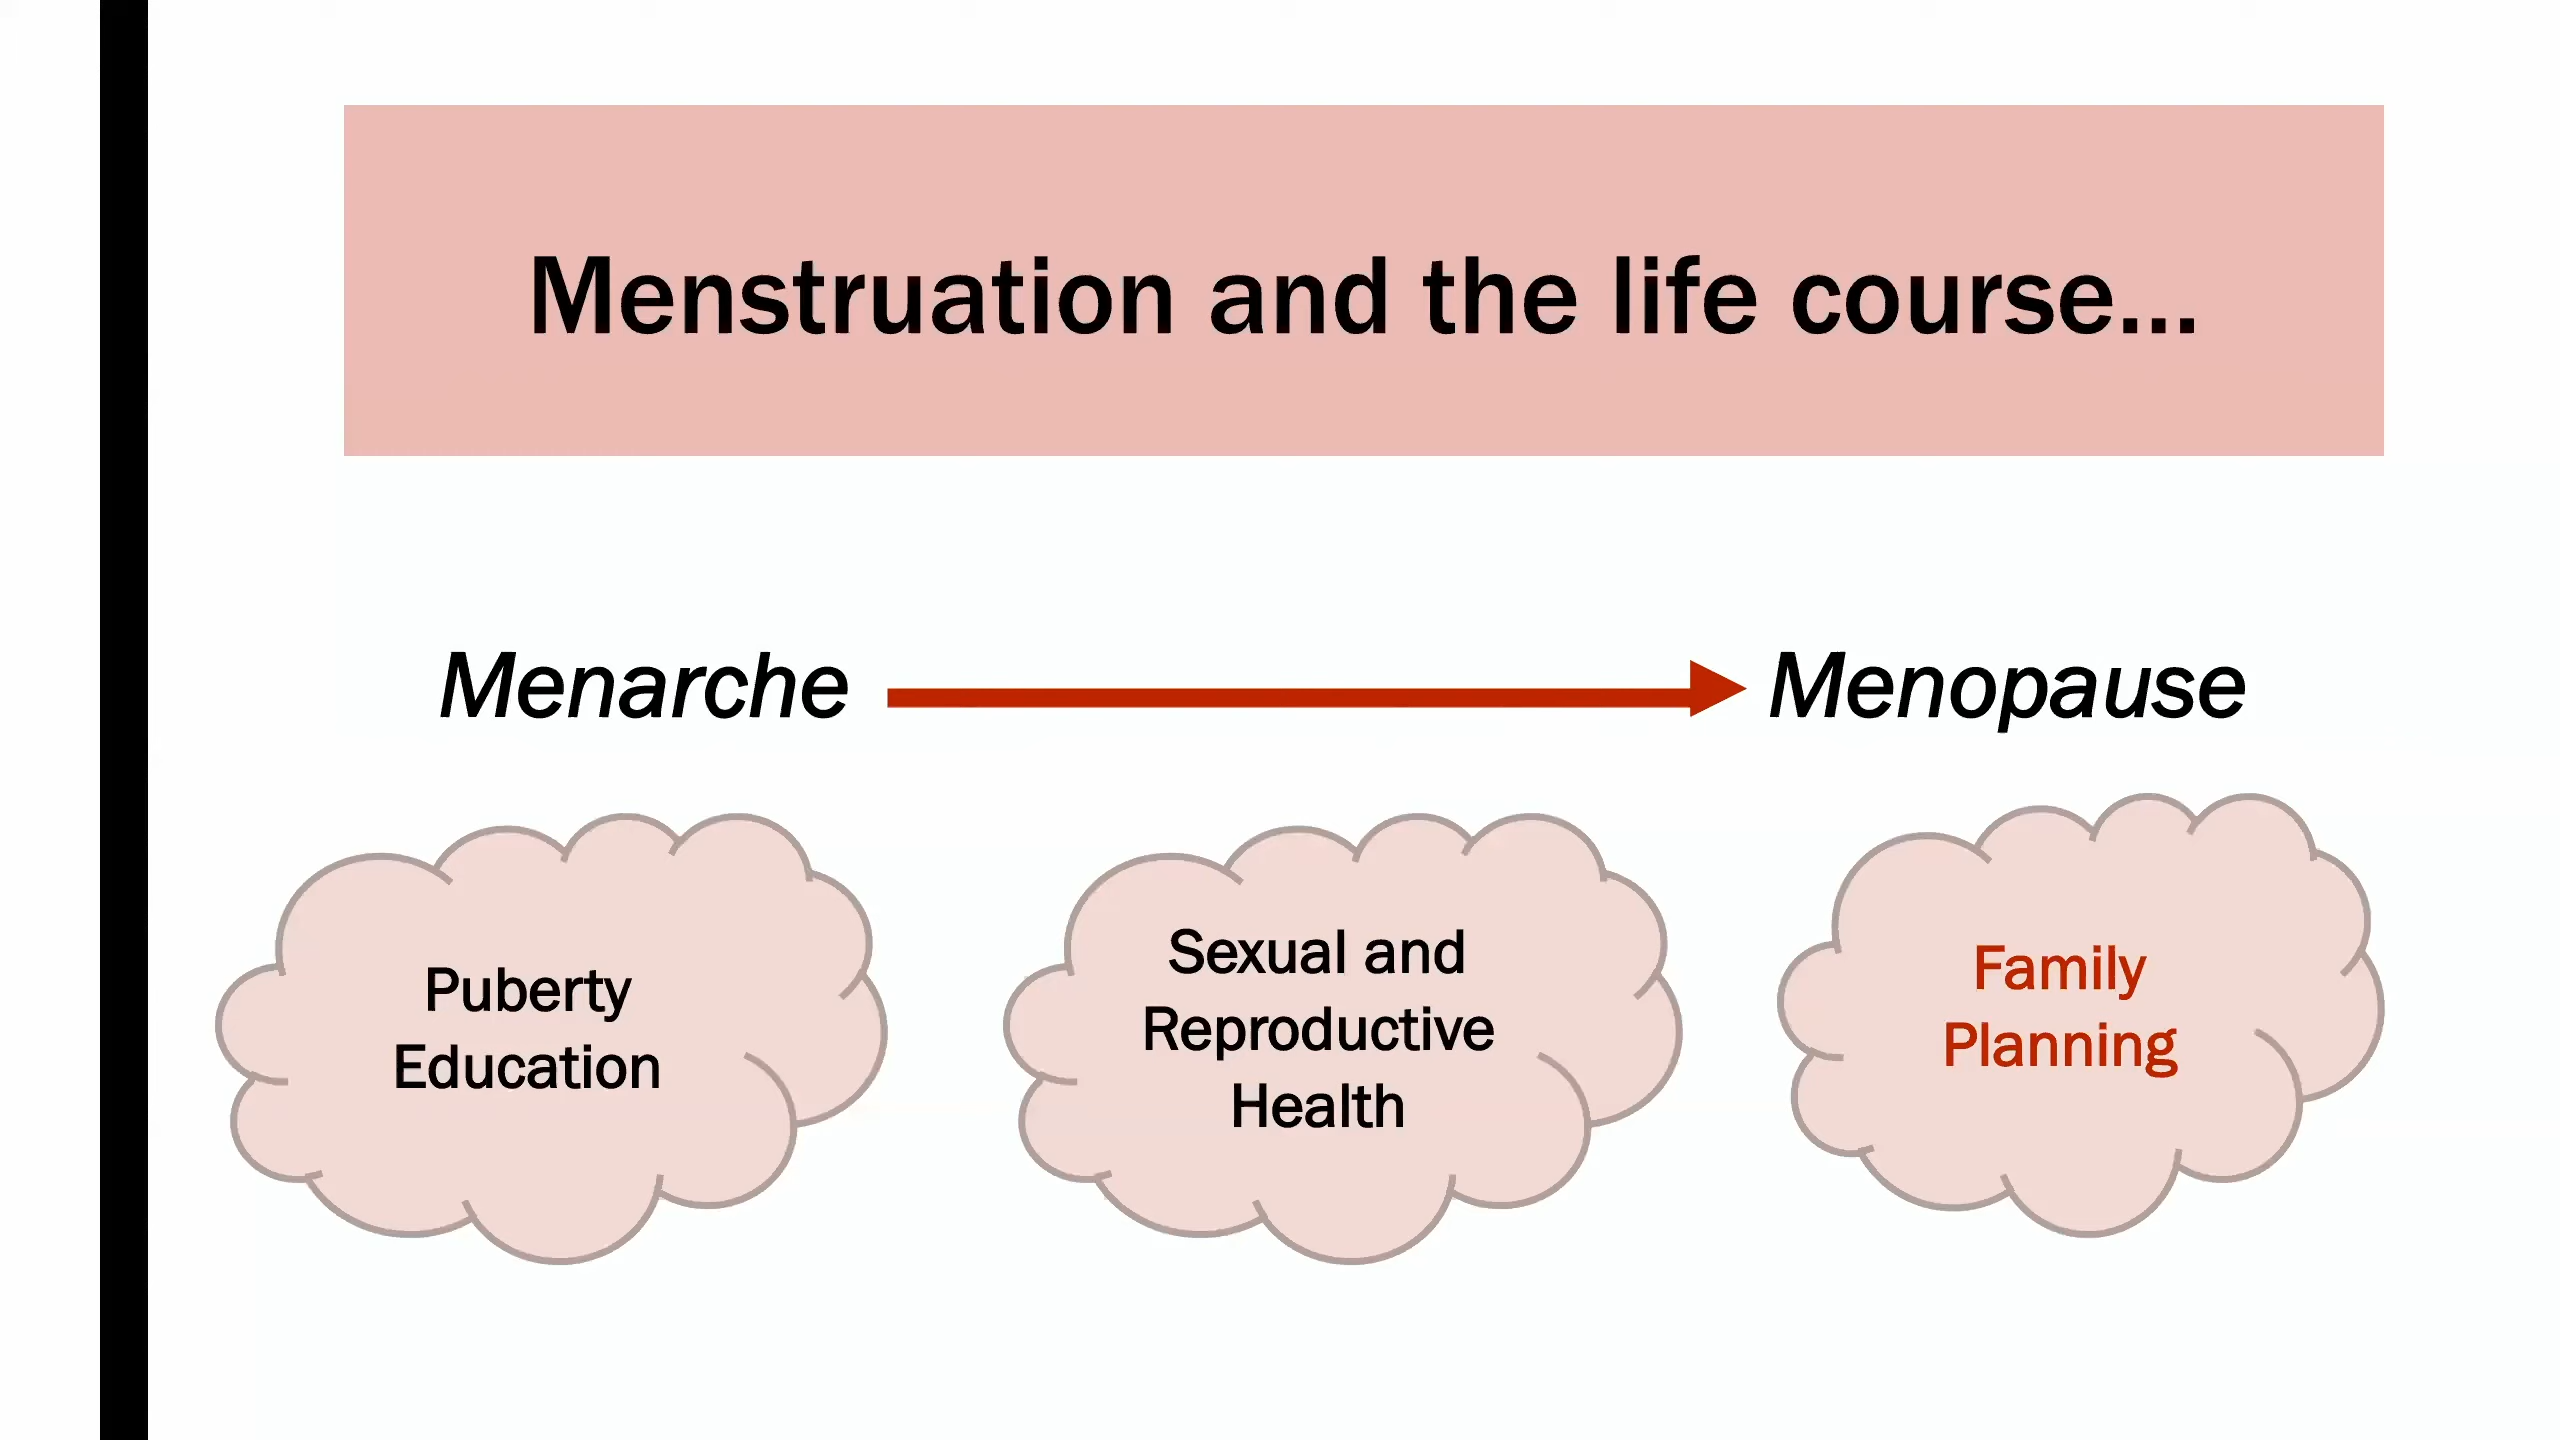 Menstruation and the life course...
Menarche
Menopause
Puberty
Education
Sexual and
Reproductive
Health
Family
Planning